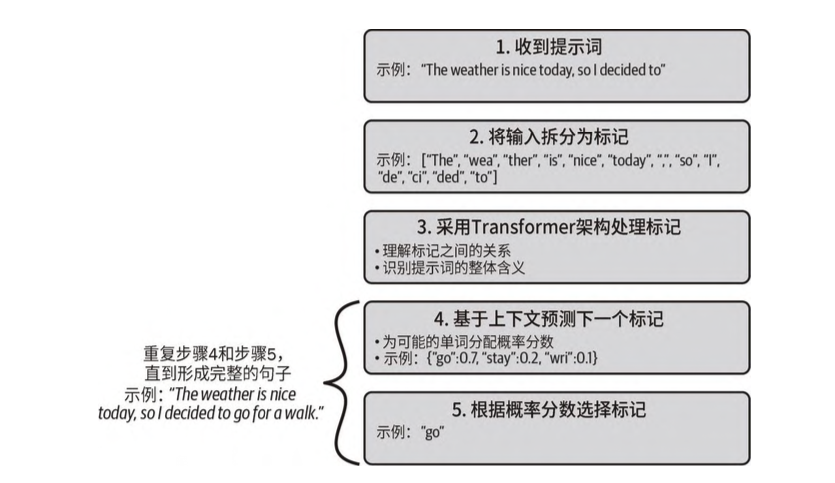 1. 收到提示词
示例： “The weather is nice today, so I decided to”
2. 将输入拆分为标记
示例： [“The”, “wea”, “ther”, “is”, “nice”, “today”, “,”, “so”, “I”,
“de”, “ci”, “ded”, “to”]
3. 采用Transformer架构处理标记
• 理解标记之间的关系
• 识别提示词的整体含义
4. 基于上下文预测下一个标记
• 为可能的单词分配概率分数
• 示例：{“go”:0.7, “stay”:0.2, “wri”:0.1}
重复步骤4和步骤5，
直到形成完整的句子
示例：“The weather is nice
today, so I decided to go for a walk.”
5. 根据概率分数选择标记
示例： “go”